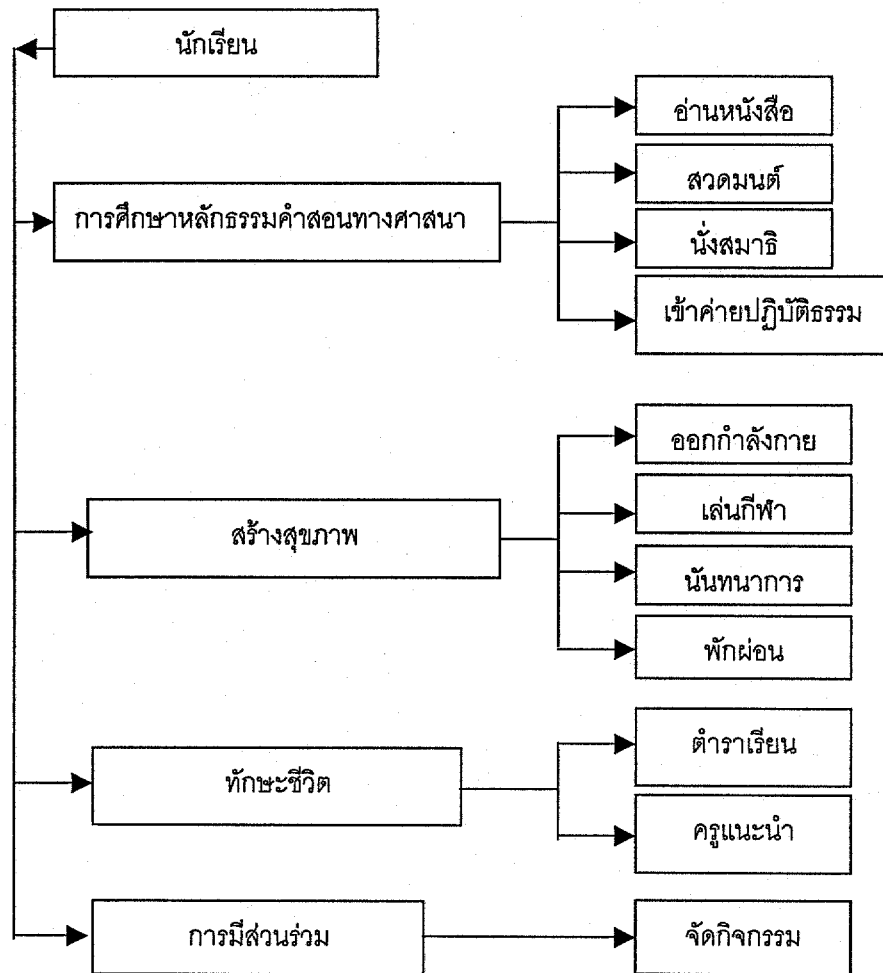 นักเรียน
การศึกษาหลักธรรมคำสอนทางศาสนา
อ่านหนังสือ
สวดมนต์
นั่งสมาธิ
เข้าค่ายปฏิบัติธรรม
สร้างสุขภาพ
ออกกำลังกาย
เล่นกีฬา
นันทนาการ
พักผ่อน
ทักษะชีวิต
ตำราเรียน
ครูแนะนำ
การมีส่วนร่วม
จัดกิจกรรม